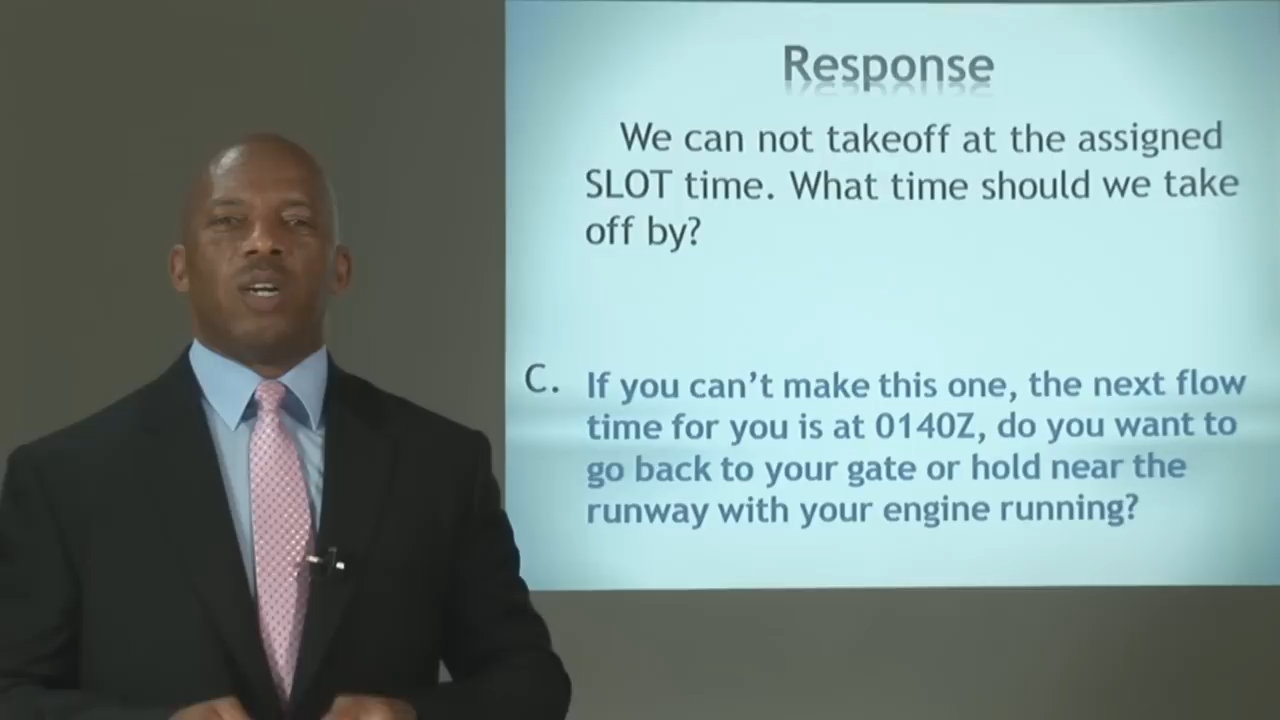 Response
We can not takeoff at the assigned
SLOT time. What time should we take
off by?
C. If you can't make this one, the next flow
time for you is at 0140Z, do you want to
go back to your gate or hold near the
runway with your engine running?